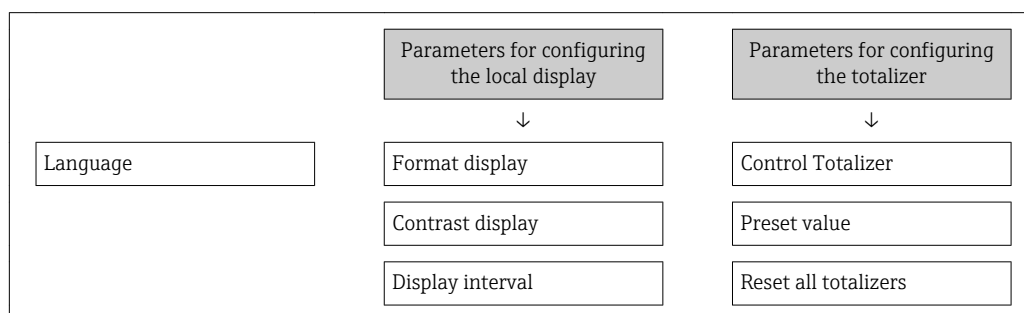 Parameters for configuring
the local display
Parameters for configuring
the totalizer
↓
↓
Language
Format display
Control Totalizer
Contrast display
Preset value
Display interval
Reset all totalizers